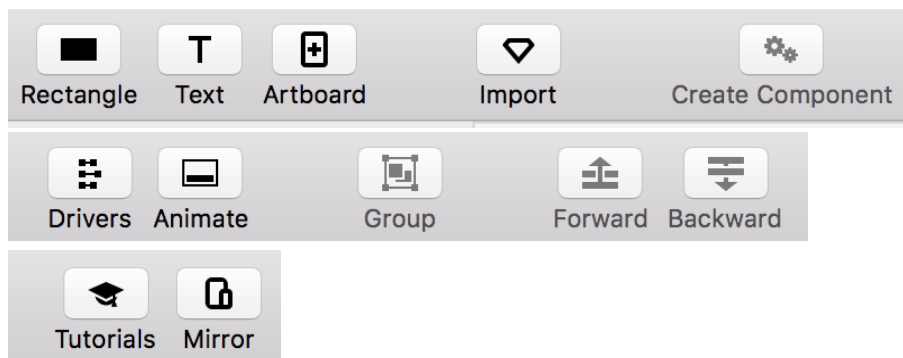 Rectangle Text Artboard Import Create Component
Drivers Animate Group Forward Backward
Tutorials Mirror